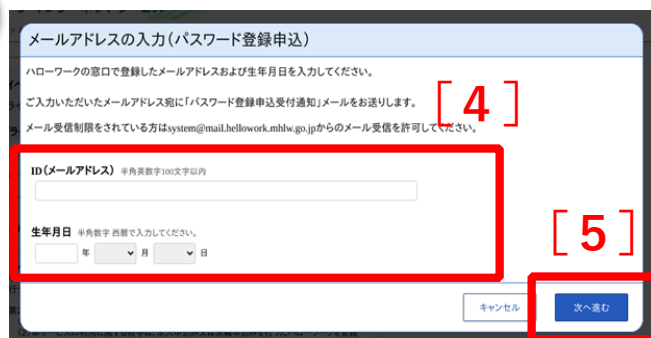 メールアドレスの入力(パスワード登録申込)
ハローワークの窓口で登録したメールアドレスおよび生年月日を入力してください。
ご入力いただいたメールアドレス宛に「パスワード登録申込受付通知」メールをお送りします。
[4]
メール受信制限をされている方はsystem@mail.hellowork.mhlw.go.jpからのメール受信を許可してください。
ID(メールアドレス) 半角英数字100文字以内
生年月日 半角数字 西暦で入力してください。
年 月 日
[5]
キャンセル 次へ進む